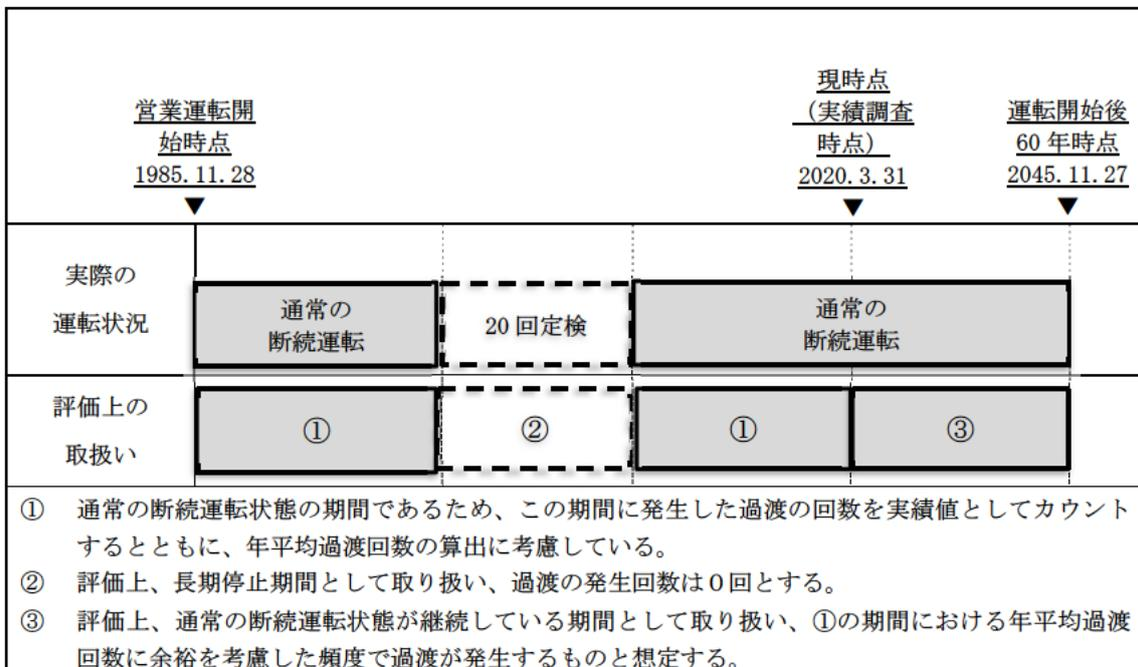 営業運転開
始時点
1985.11.28
▼
現時点
（実績調査
時点）
2020.3.31
▼
運転開始後
60年時点
2045.11.27
▼
実際の
運転状況
通常の
断続運転
20回定検
通常の
断続運転
評価上の
取扱い
①
②
①
③
① 通常の断続運転状態の期間であるため、この期間に発生した過渡の回数を実績値としてカウント
するとともに、年平均過渡回数の算出に考慮している。
② 評価上、長期停止期間として取り扱い、過渡の発生回数は０回とする。
③ 評価上、通常の断続運転状態が継続している期間として取り扱い、①の期間における年平均過渡
回数に余裕を考慮した頻度で過渡が発生するものと想定する。